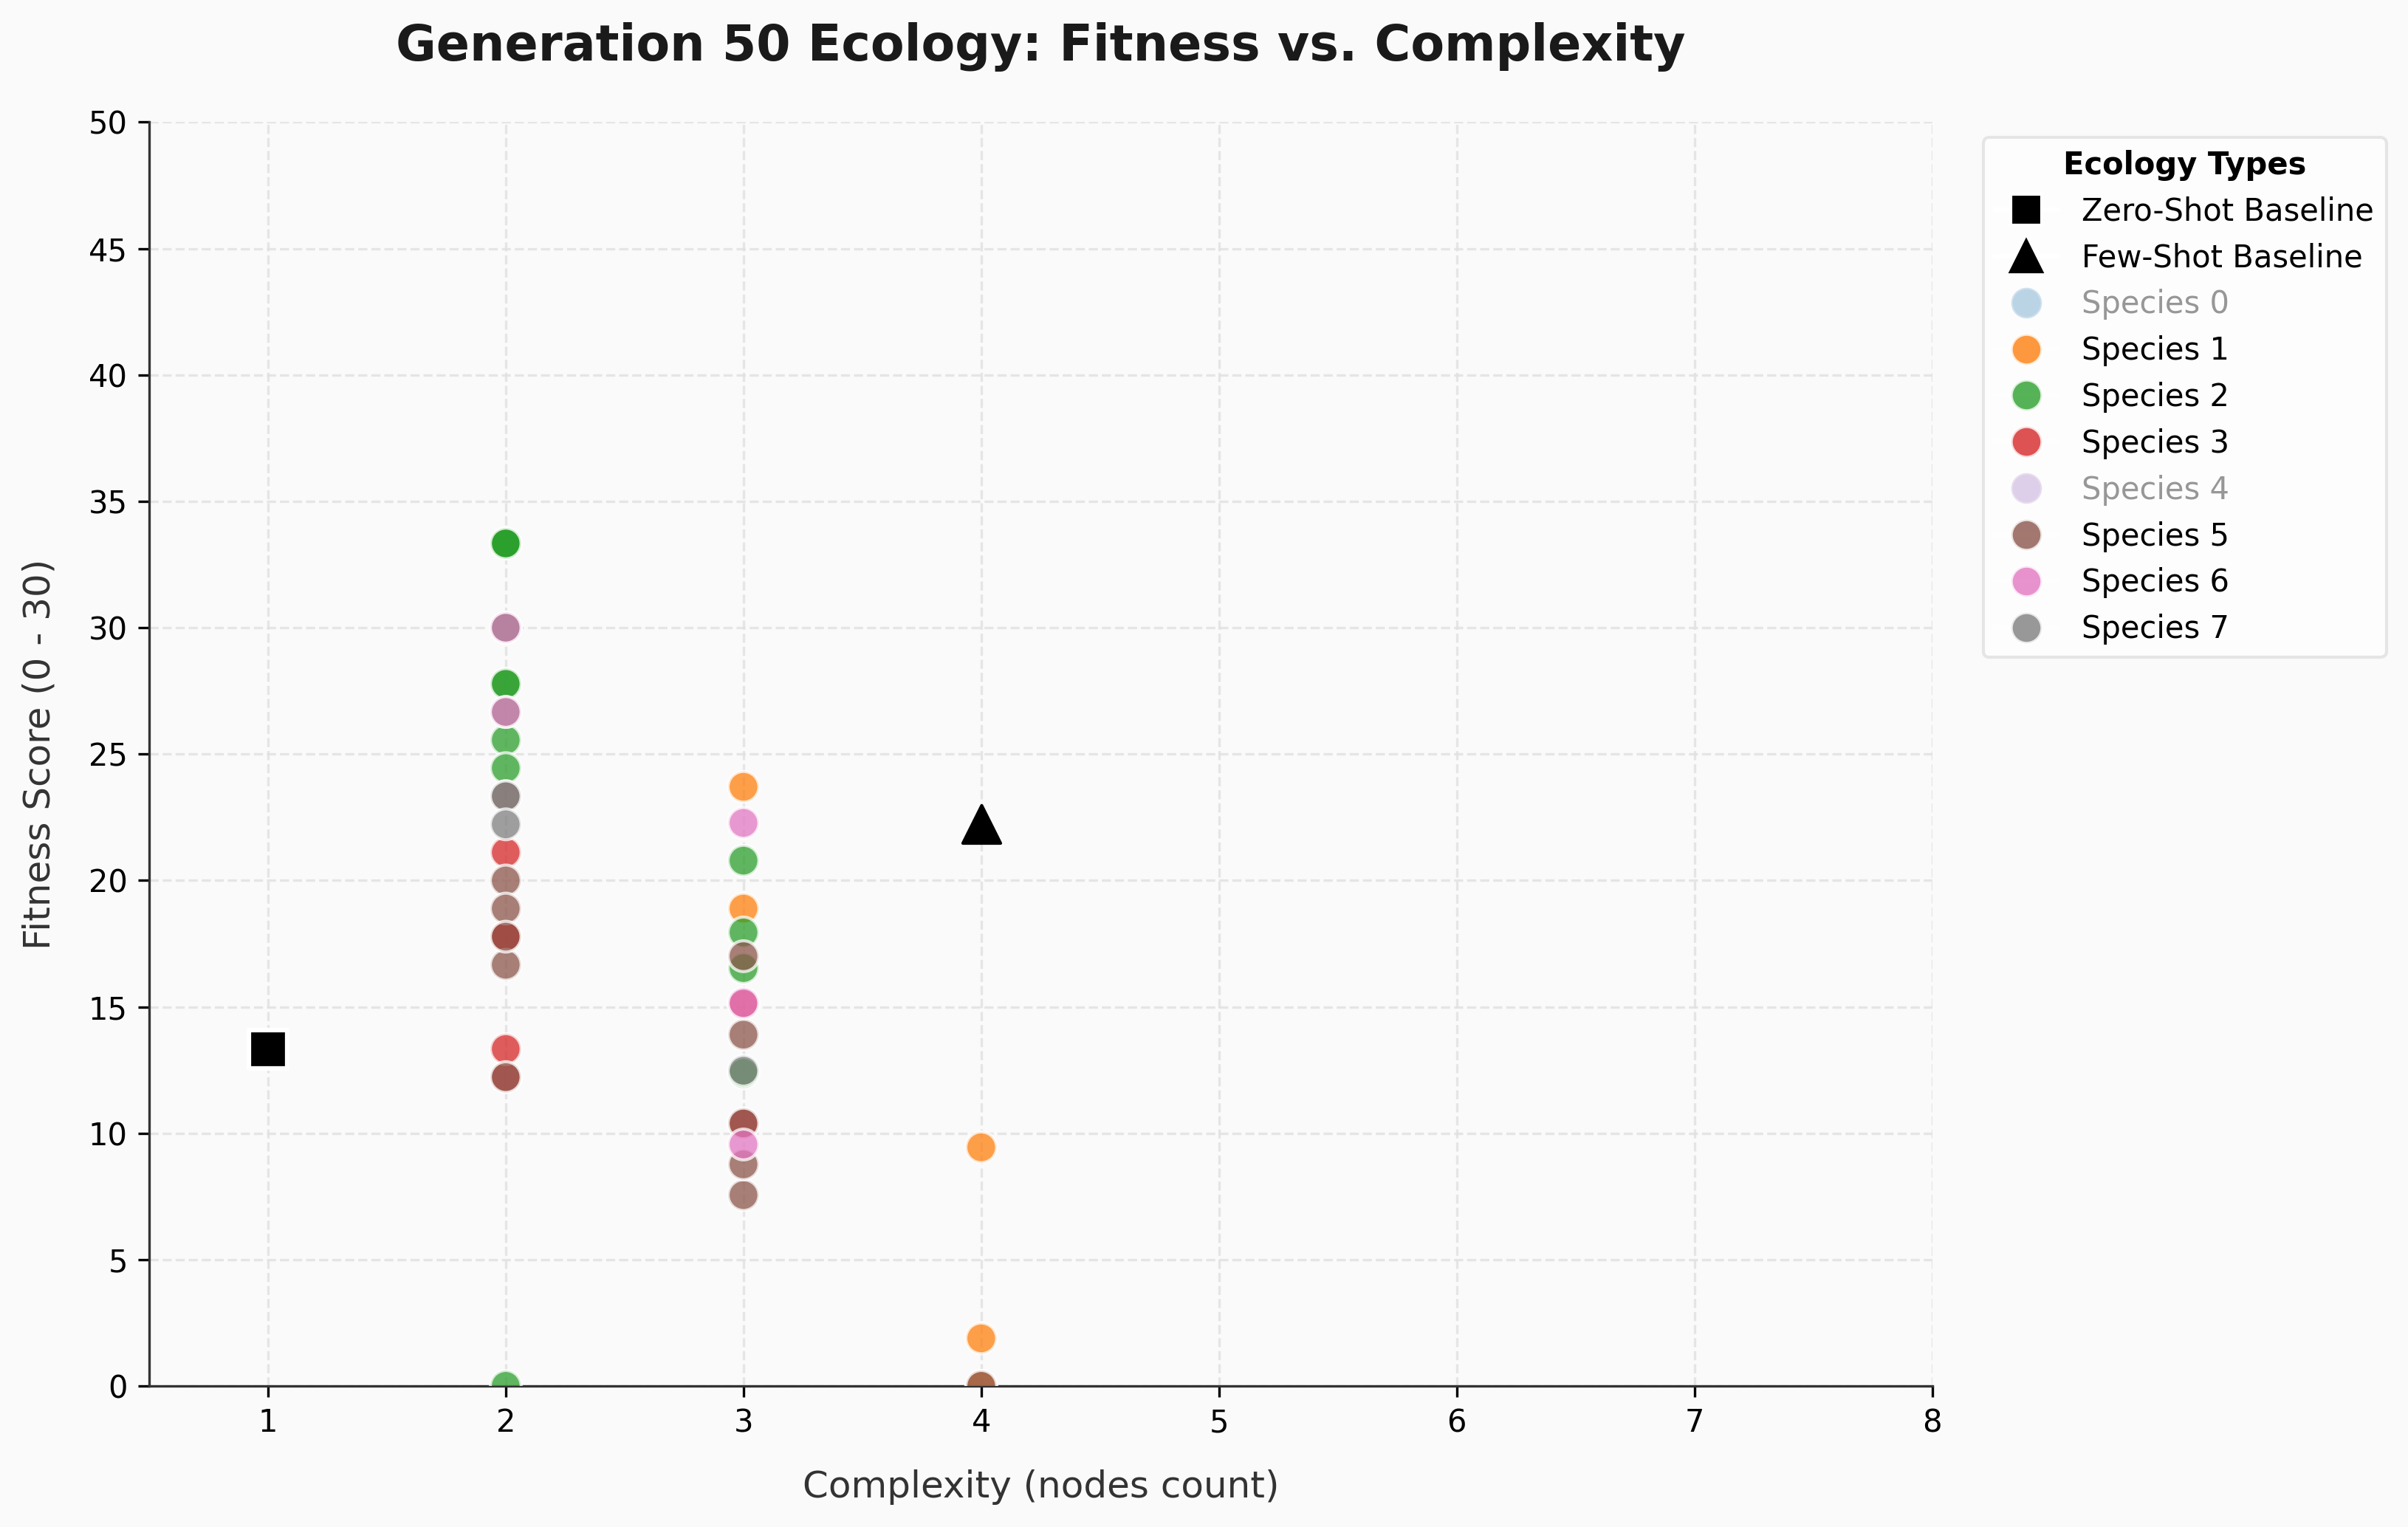 Generation 50 Ecology: Fitness vs. Complexity
50
45
40
35
30
25
20
15
10
5
0
Fitness Score (0 - 30)
1 2 3 4 5 6 7 8
Complexity (nodes count)
Ecology Types
Zero-Shot Baseline
Few-Shot Baseline
Species 0
Species 1
Species 2
Species 3
Species 4
Species 5
Species 6
Species 7